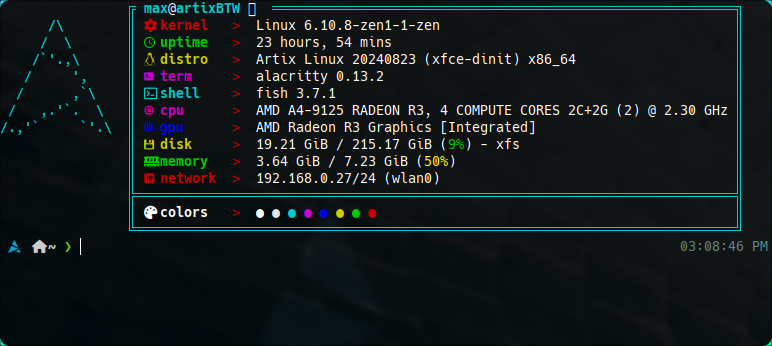 max@artixBTW
kernel > Linux 6.10.8-zen1-1-zen
uptime > 23 hours, 54 mins
distro > Artix Linux 20240823 (xfce-dinit) x86_64
term > alacritty 0.13.2
shell > fish 3.7.1
cpu > AMD A4-9125 RADEON R3, 4 COMPUTE CORES 2C+2G (2) @ 2.30 GHz
gpu > AMD Radeon R3 Graphics [Integrated]
disk > 19.21 GiB / 215.17 GiB (9%) - xfs
memory > 3.64 GiB / 7.23 GiB (50%)
network > 192.168.0.27/24 (wlan0)
colors >
~ ❯ 03:08:46 PM